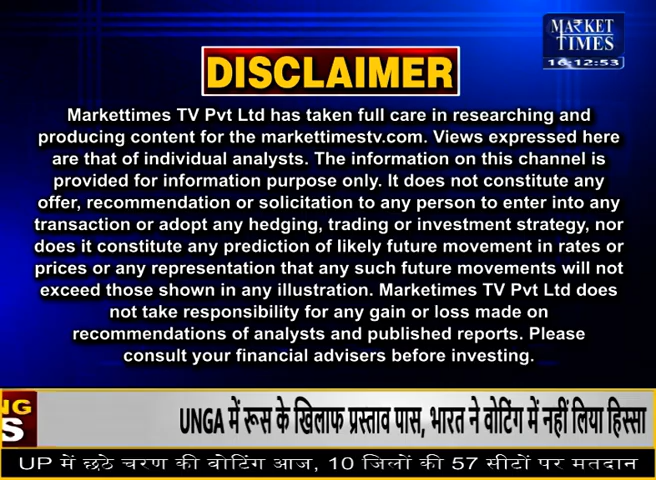 MARKET
TIMES
16:12:53
DISCLAIMER
Markettimes TV Pvt Ltd has taken full care in researching and
producing content for the markettimestv.com. Views expressed here
are that of individual analysts. The information on this channel is
provided for information purpose only. It does not constitute any
offer, recommendation or solicitation to any person to enter into any
transaction or adopt any hedging, trading or investment strategy, nor
does it constitute any prediction of likely future movement in rates or
prices or any representation that any such future movements will not
exceed those shown in any illustration. Marketimes TV Pvt Ltd does
not take responsibility for any gain or loss made on
recommendations of analysts and published reports. Please
consult your financial advisers before investing.
NG
S
UNGA में रूस के खिलाफ प्रस्ताव पास, भारत ने वोटिंग में नहीं लिया हिस्सा
UP में छठे चरण की वोटिंग आज, 10 जिलों की 57 सीटों पर मतदान